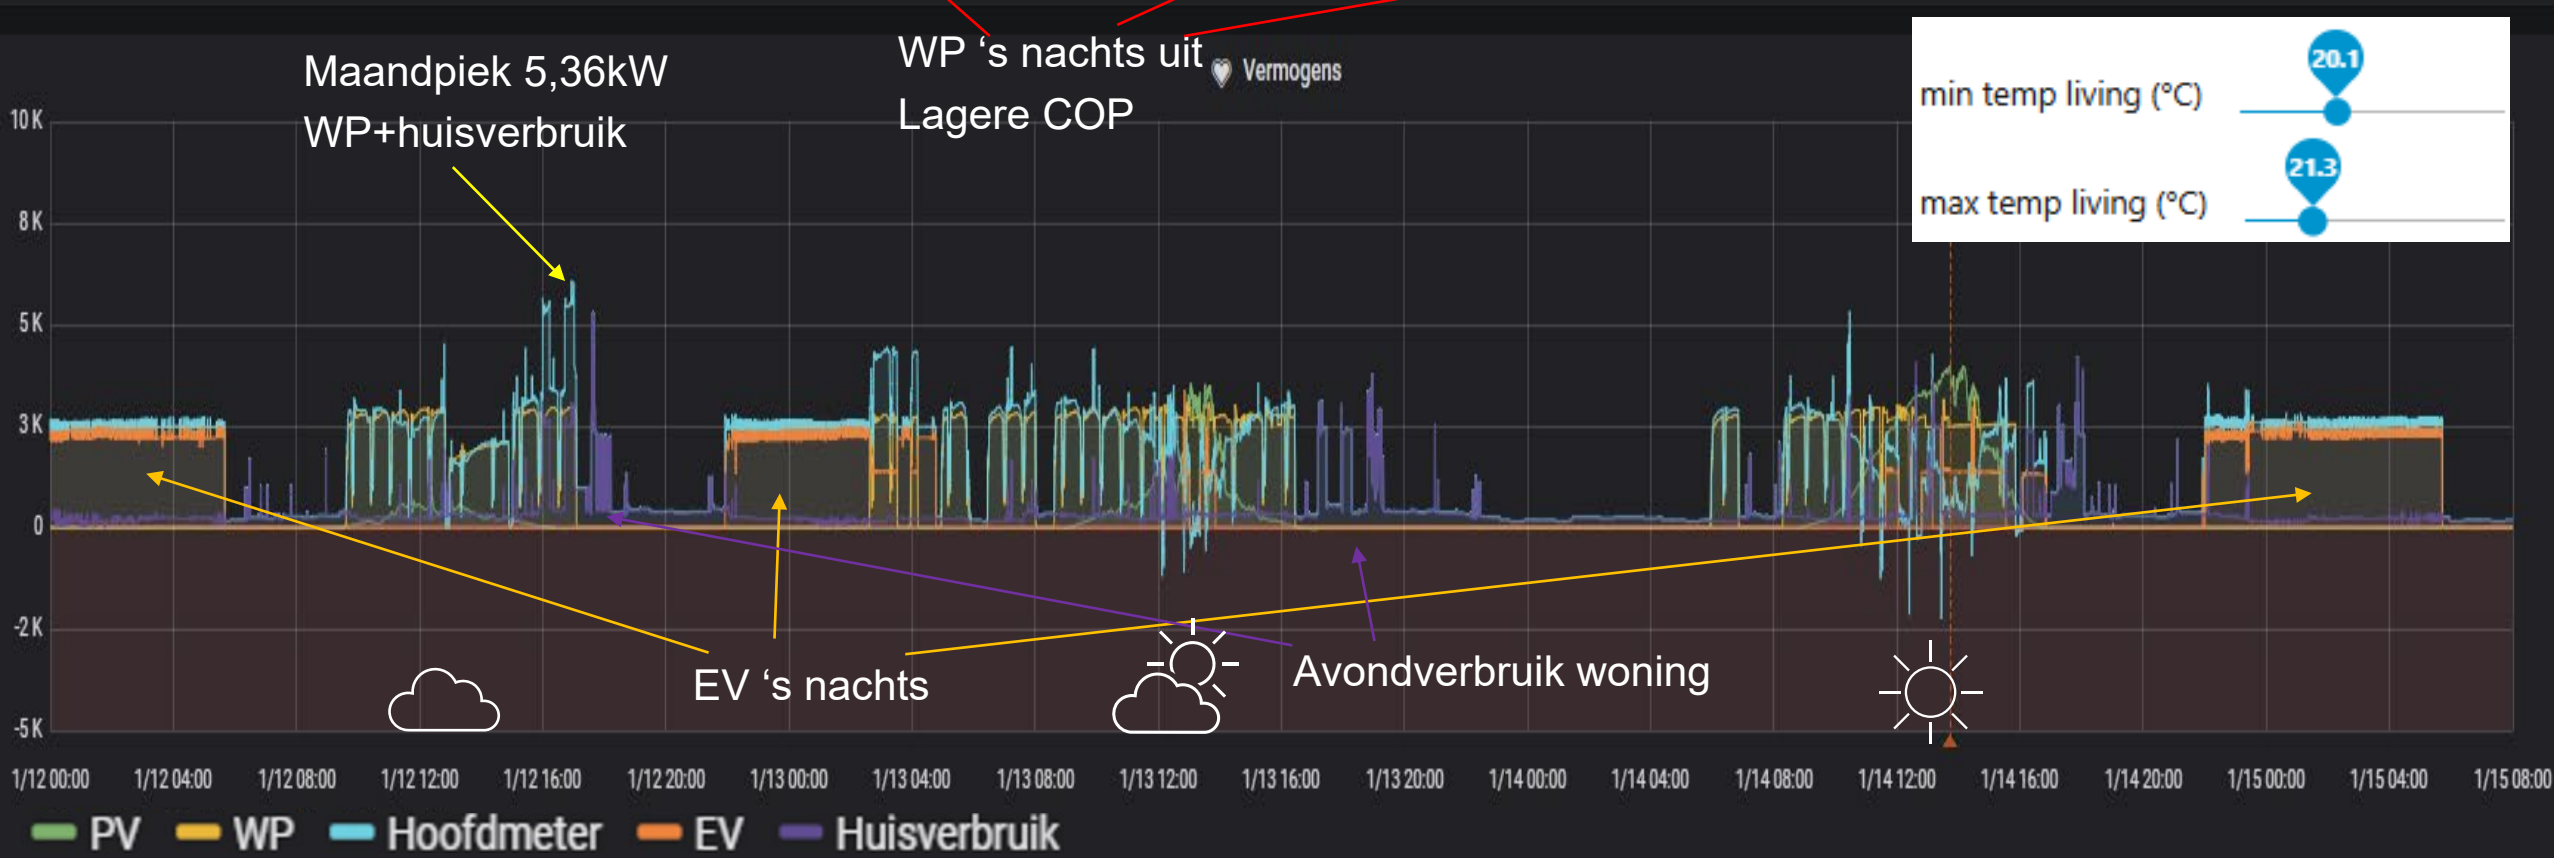 Maandpiek 5,36kW
WP+huisverbruik
WP ‘s nachts uit
Lagere COP
Vermogens
min temp living (°C)
20.1
max temp living (°C)
21.3
10 K
8 K
5 K
3 K
0
-2 K
-5 K
EV ‘s nachts
Avondverbruik woning
1/12 00:00 1/12 04:00 1/12 08:00 1/12 12:00 1/12 16:00 1/12 20:00 1/13 00:00 1/13 04:00 1/13 08:00 1/13 12:00 1/13 16:00 1/13 20:00 1/14 00:00 1/14 04:00 1/14 08:00 1/14 12:00 1/14 16:00 1/14 20:00 1/15 00:00 1/15 04:00 1/15 08:00
PV WP Hoofdmeter EV Huisverbruik